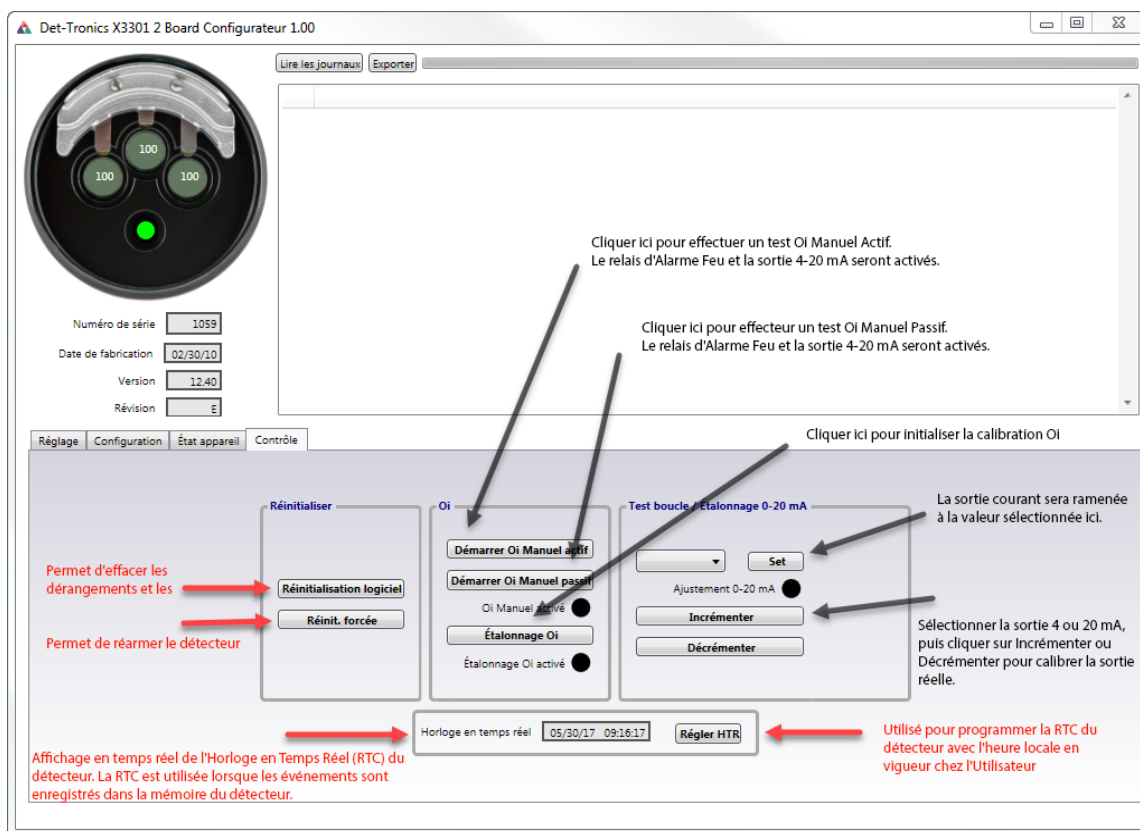 Det-Tronics X3301 2 Board Configurateur 1.00
Lire les journaux Exporter
100
100 100
Cliquer ici pour effectuer un test Oi Manuel Actif.
Le relais d'Alarme Feu et la sortie 4-20 mA seront activés.
Cliquer ici pour effecteur un test Oi Manuel Passif.
Le relais d'Alarme Feu et la sortie 4-20 mA seront activés.
Numéro de série 1059
Date de fabrication 02/30/10
Version 12.40
Révision E
Réglage Configuration État appareil Contrôle
Cliquer ici pour initialiser la calibration Oi
Réinitialiser
Permet d'effacer les
dérangements et les
Réinitialisation logiciel
Réinit. forcée
Permet de réarmer le détecteur
Oi
Démarrer Oi Manuel actif
Démarrer Oi Manuel passif
Oi Manuel activé
Étalonnage Oi
Étalonnage Oi activé
Test boucle / Étalonnage 0-20 mA
Set
Ajustement 0-20 mA
Incrémenter
Décrémenter
La sortie courant sera ramenée
à la valeur sélectionnée ici.
Sélectionner la sortie 4 ou 20 mA,
puis cliquer sur Incrémenter ou
Décrémenter pour calibrer la sortie
réelle.
Horloge en temps réel 05/30/17 09:16:17 Régler HTR
Affichage en temps réel de l'Horloge en Temps Réel (RTC) du
détecteur. La RTC est utilisée lorsque les événements sont
enregistrés dans la mémoire du détecteur.
Utilisé pour programmer la RTC du
détecteur avec l'heure locale en
vigueur chez l'Utilisateur